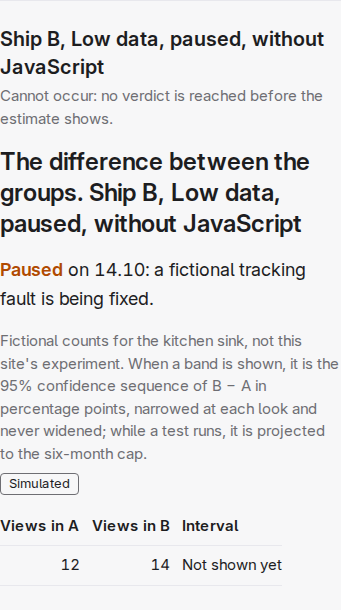 Ship B, Low data, paused, without
JavaScript
Cannot occur: no verdict is reached before the
estimate shows.
The difference between the
groups. Ship B, Low data,
paused, without JavaScript
Paused on 14.10: a fictional tracking
fault is being fixed.
Fictional counts for the kitchen sink, not this
site's experiment. When a band is shown, it is the
95% confidence sequence of B − A in
percentage points, narrowed at each look and
never widened; while a test runs, it is projected
to the six-month cap.
Simulated
Views in A Views in B Interval
12 14 Not shown yet